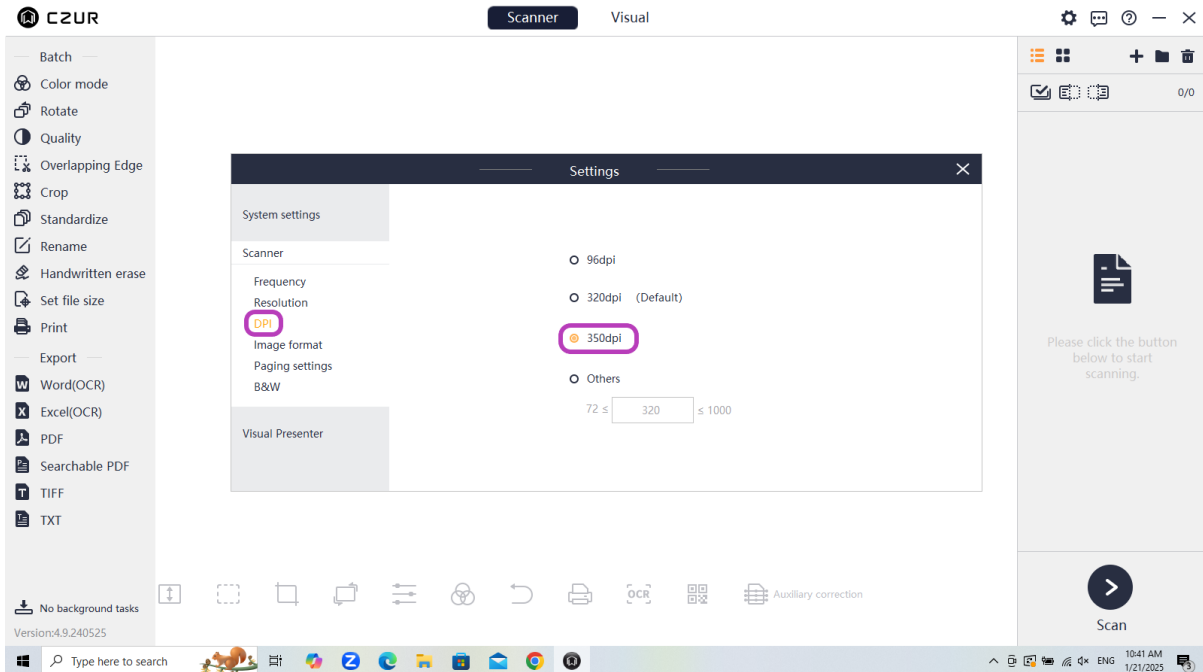 CZUR
Scanner
Visual
Batch
Color mode
Rotate
Quality
Overlapping Edge
Crop
Standardize
Rename
Handwritten erase
Set file size
Print
Export
Word(OCR)
Excel(OCR)
PDF
Searchable PDF
TIFF
TXT
No background tasks
Version:4.9.240525
Settings
System settings
Scanner
Frequency
Resolution
DPI
Image format
Paging settings
B&W
Visual Presenter
96dpi
320dpi (Default)
350dpi
Others
72 ≤ 320 ≤ 1000
OCR
Auxiliary correction
0/0
Please click the button
below to start
scanning.
Scan
Type here to search
ENG
10:41 AM
1/21/2025